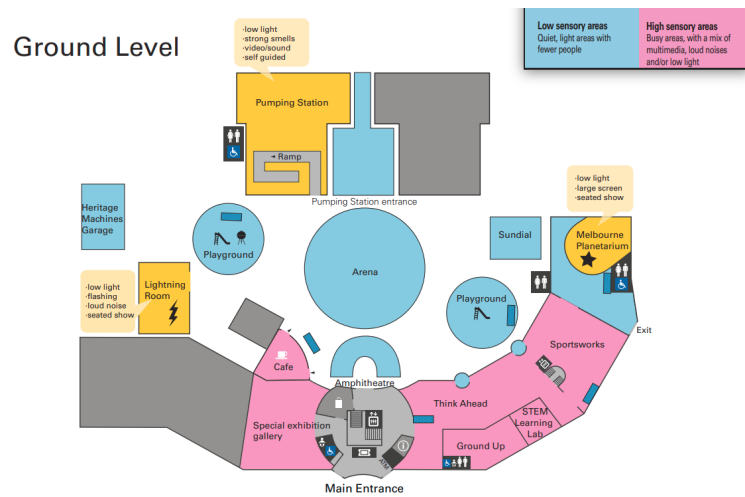 Ground Level
·low light
·strong smells
·video/sound
·self guided
Low sensory areas
Quiet, light areas with
fewer people
High sensory areas
Busy areas, with a mix of
multimedia, loud noises
and/or low light
Pumping Station
Ramp
Pumping Station entrance
·low light
·large screen
·seated show
Heritage
Machines
Garage
Playground
Arena
Sundial
Melbourne
Planetarium
·low light
·flashing
·loud noise
·seated show
Lightning
Room
Playground
Exit
Cafe
Amphitheatre
Sportsworks
Think Ahead
Special exhibition
gallery
STEM
Learning
Lab
Ground Up
ATM
Main Entrance